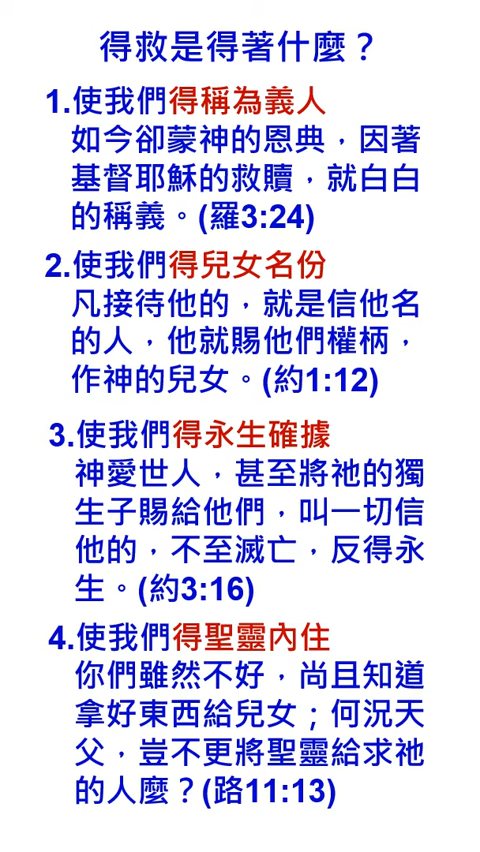 得救是得著什麼？
1.使我們得稱為義人
如今卻蒙神的恩典，因著
基督耶穌的救贖，就白白
的稱義。(羅3:24)
2.使我們得兒女名份
凡接待他的，就是信他名
的人，他就賜他們權柄，
作神的兒女。(約1:12)
3.使我們得永生確據
神愛世人，甚至將祂的獨
生子賜給他們，叫一切信
他的，不至滅亡，反得永
生。(約3:16)
4.使我們得聖靈內住
你們雖然不好，尚且知道
拿好東西給兒女；何況天
父，豈不更將聖靈給求祂
的人麼？(路11:13)